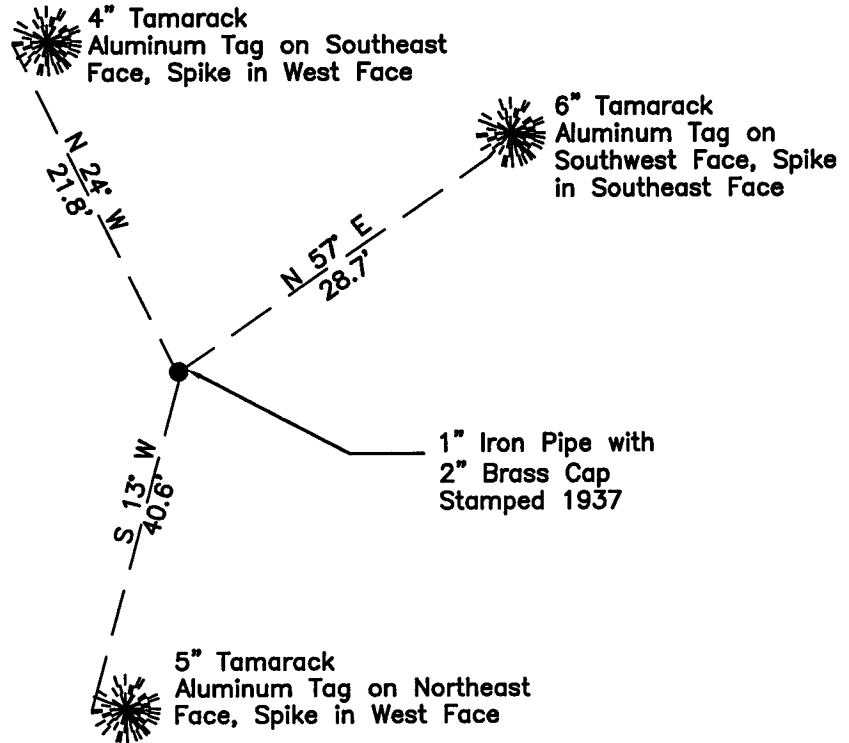 4" Tamarack
Aluminum Tag on Southeast
Face, Spike in West Face
6" Tamarack
Aluminum Tag on
Southwest Face, Spike
in Southeast Face
N 24° W
21.8'
N 57° E
28.7'
1" Iron Pipe with
2" Brass Cap
Stamped 1937
S 13° W
40.6'
5" Tamarack
Aluminum Tag on Northeast
Face, Spike in West Face